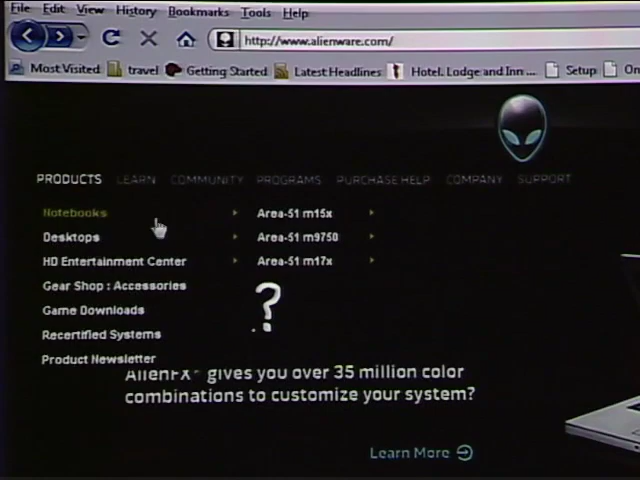 File Edit View History Bookmarks Tools Help
http://www.alienware.com/
Most Visited travel Getting Started Latest Headlines Hotel, Lodge and Inn ... Setup On
PRODUCTS LEARN COMMUNITY PROGRAMS PURCHASE HELP COMPANY SUPPORT
Notebooks Area-51 m15x
Desktops Area-51 m9750
HD Entertainment Center Area-51 m17x
Gear Shop : Accessories
Game Downloads
Recertified Systems
Product Newsletter
?
AlienFX™ gives you over 35 million color
combinations to customize your system?
Learn More